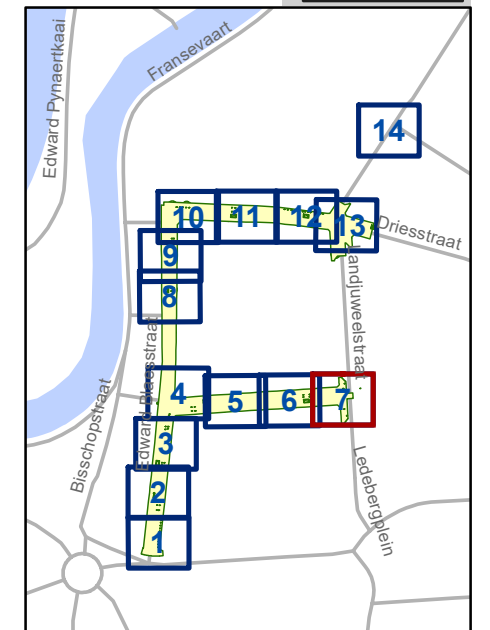 Edward Pynaertkaai
Fransevaart
14
10
11
12
13
Driesstraat
9
8
Landjuweelstraat
Edward Blaesstraat
Bisschopstraat
4
5
6
7
3
2
1
Ledebergplein